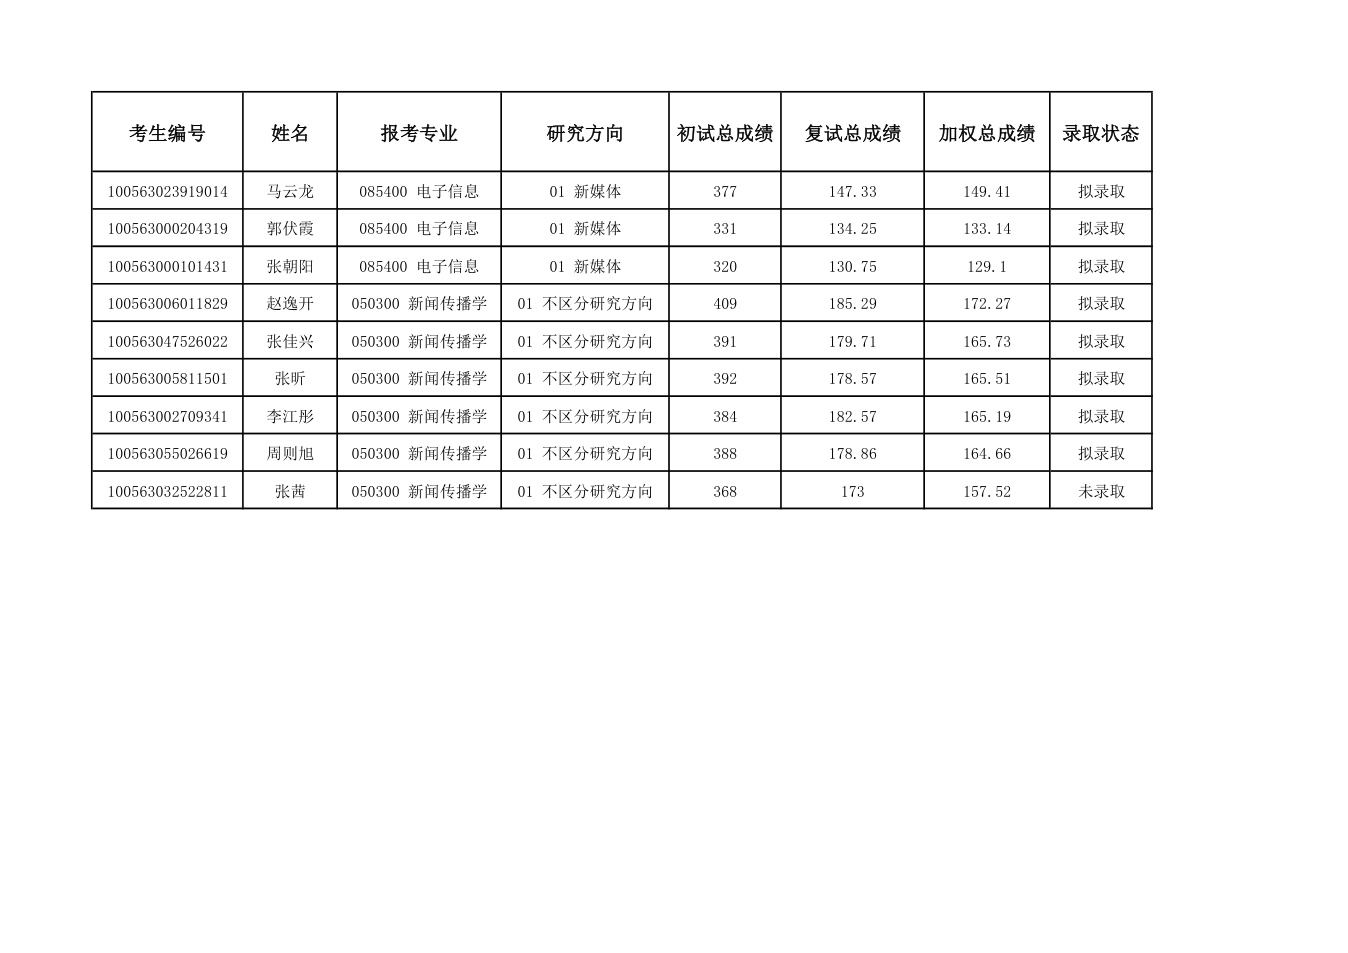 考生编号 姓名 报考专业 研究方向 初试总成绩 复试总成绩 加权总成绩 录取状态
100563023919014 马云龙 085400 电子信息 01 新媒体 377 147.33 149.41 拟录取
100563000204319 郭伏霞 085400 电子信息 01 新媒体 331 134.25 133.14 拟录取
100563000101431 张朝阳 085400 电子信息 01 新媒体 320 130.75 129.1 拟录取
100563006011829 赵逸开 050300 新闻传播学 01 不区分研究方向 409 185.29 172.27 拟录取
100563047526022 张佳兴 050300 新闻传播学 01 不区分研究方向 391 179.71 165.73 拟录取
100563005811501 张昕 050300 新闻传播学 01 不区分研究方向 392 178.57 165.51 拟录取
100563002709341 李江彤 050300 新闻传播学 01 不区分研究方向 384 182.57 165.19 拟录取
100563055026619 周则旭 050300 新闻传播学 01 不区分研究方向 388 178.86 164.66 拟录取
100563032522811 张茜 050300 新闻传播学 01 不区分研究方向 368 173 157.52 未录取